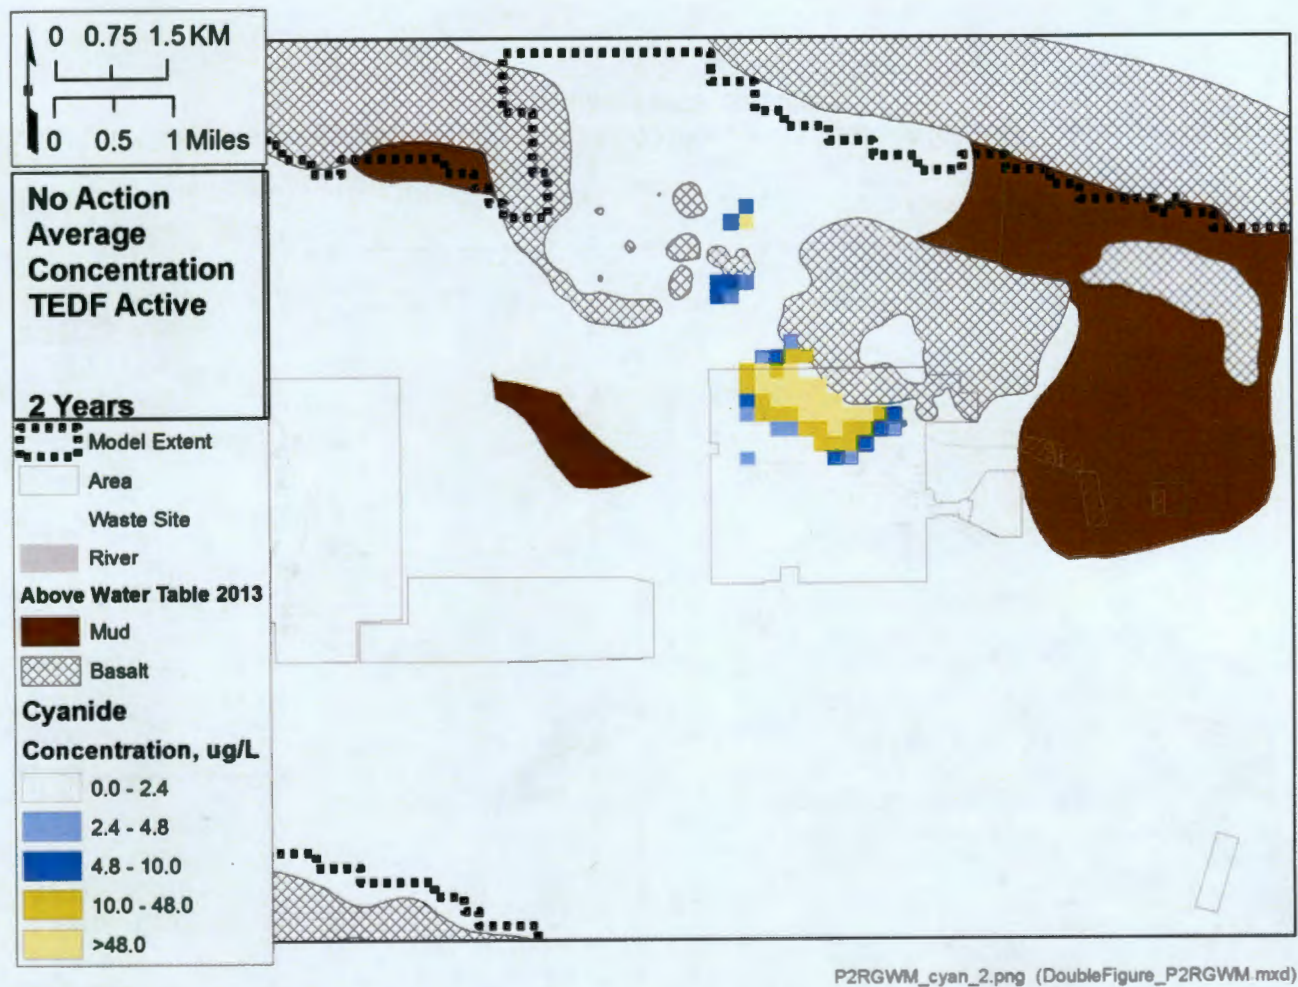 0 0.75 1.5 KM
0 0.5 1 Miles
No Action
Average
Concentration
TEDF Active
2 Years
Model Extent
Area
Waste Site
River
Above Water Table 2013
Mud
Basalt
Cyanide
Concentration, ug/L
0.0 - 2.4
2.4 - 4.8
4.8 - 10.0
10.0 - 48.0
>48.0
P2RGWM_cyan_2.png (DoubleFigure_P2RGWM.mxd)